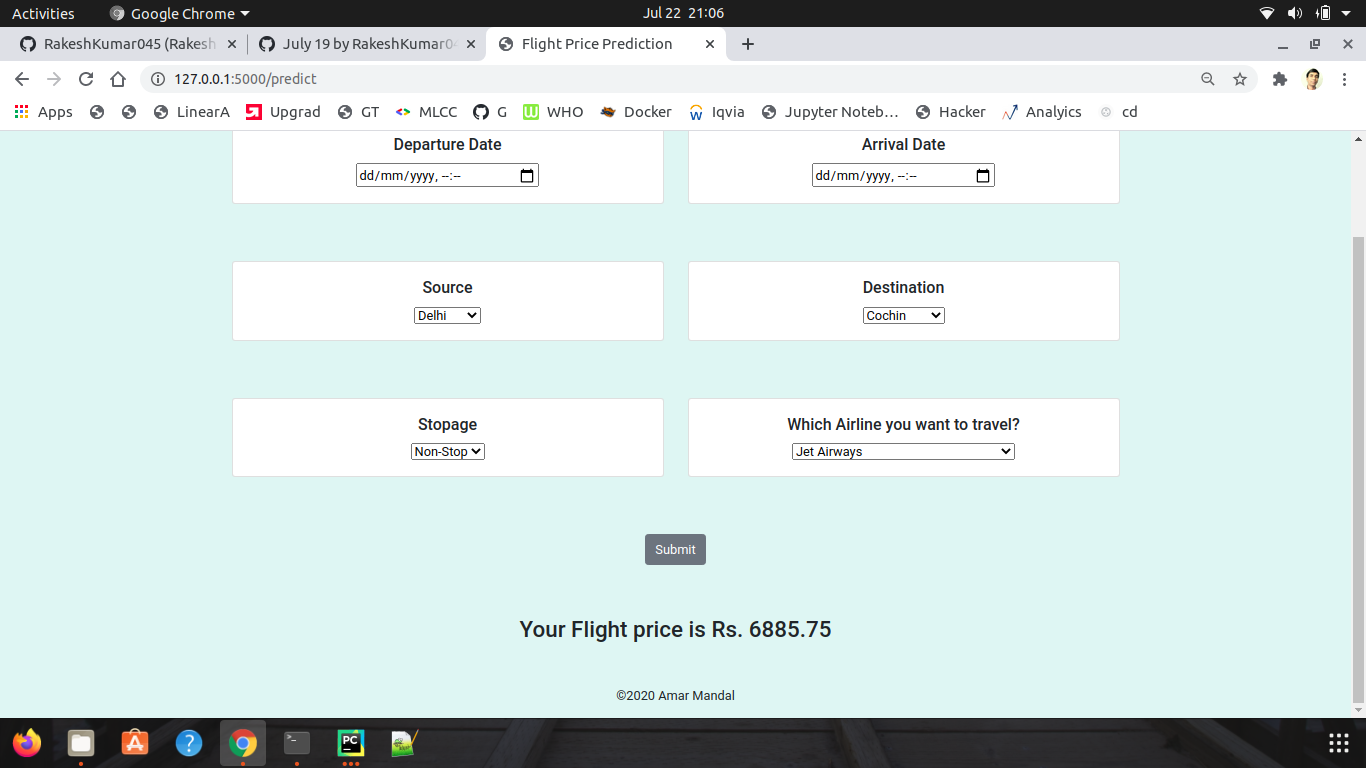 Activities Google Chrome Jul 22 21:06
RakeshKumar045 (Rakesh July 19 by RakeshKumar04 Flight Price Prediction
127.0.0.1:5000/predict
Apps LinearA Upgrad GT MLCC G WHO Docker Iqvia Jupyter Noteb… Hacker Analyics cd
Departure Date Arrival Date
dd/mm/yyyy, --:-- dd/mm/yyyy, --:--
Source Destination
Delhi Cochin
Stopage Which Airline you want to travel?
Non-Stop Jet Airways
Submit
Your Flight price is Rs. 6885.75
©2020 Amar Mandal